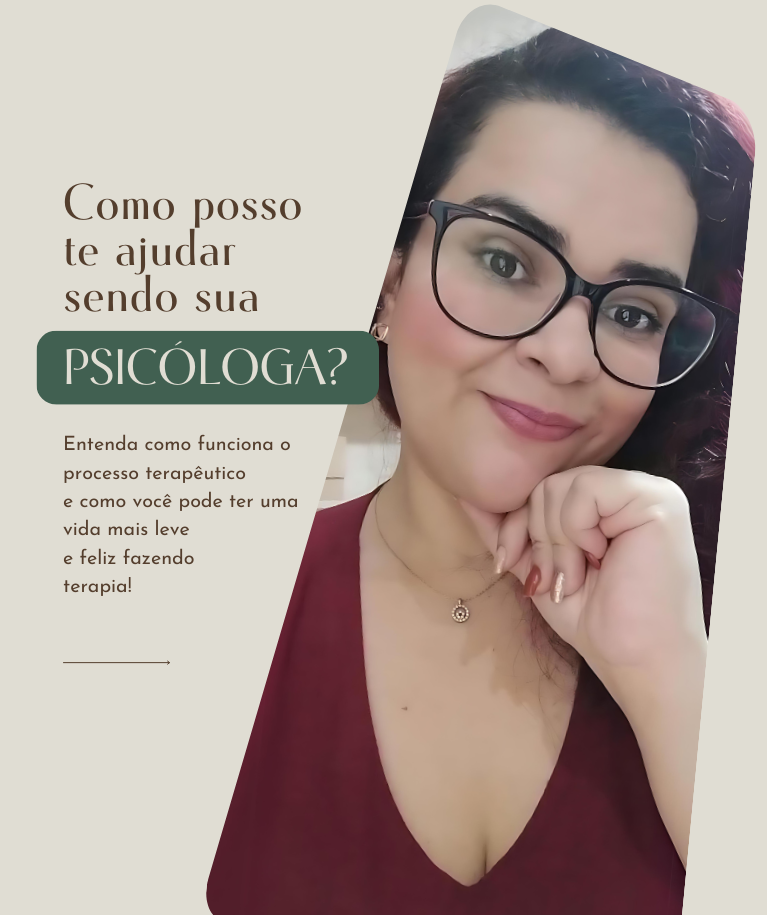 Como posso
te ajudar
sendo sua
PSICÓLOGA?
Entenda como funciona o
processo terapêutico
e como você pode ter uma
vida mais leve
e feliz fazendo
terapia!